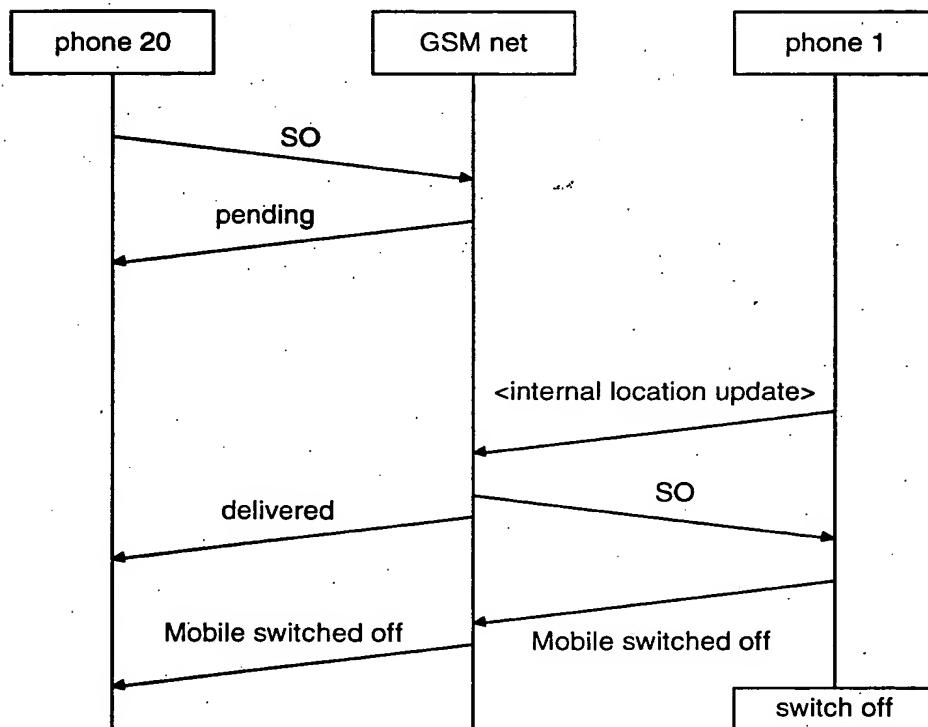 phone 20
GSM net
phone 1
SO
pending
<internal location update>
SO
delivered
Mobile switched off
Mobile switched off
switch off